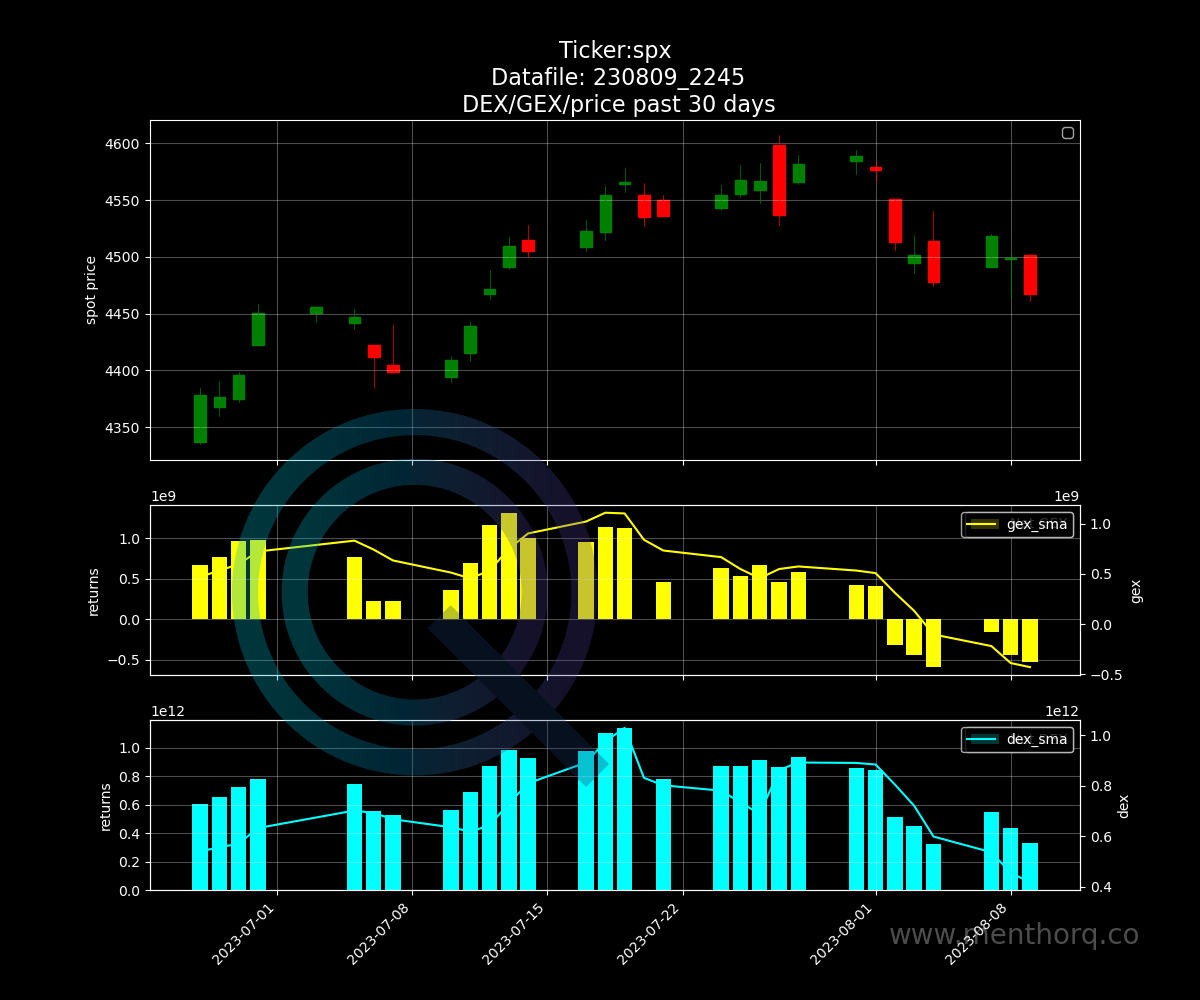 Ticker:spx
Datafile: 230809_2245
DEX/GEX/price past 30 days
4600
4550
4500
4450
4400
4350
spot price
1e9
1e9
gex_sma
1.0
0.5
0.0
−0.5
returns
1.0
0.5
0.0
−0.5
gex
1e12
1e12
dex_sma
1.0
0.8
0.6
0.4
0.2
0.0
returns
1.0
0.8
0.6
0.4
dex
2023-07-01
2023-07-08
2023-07-15
2023-07-22
2023-08-01
2023-08-08
www.menthorq.co